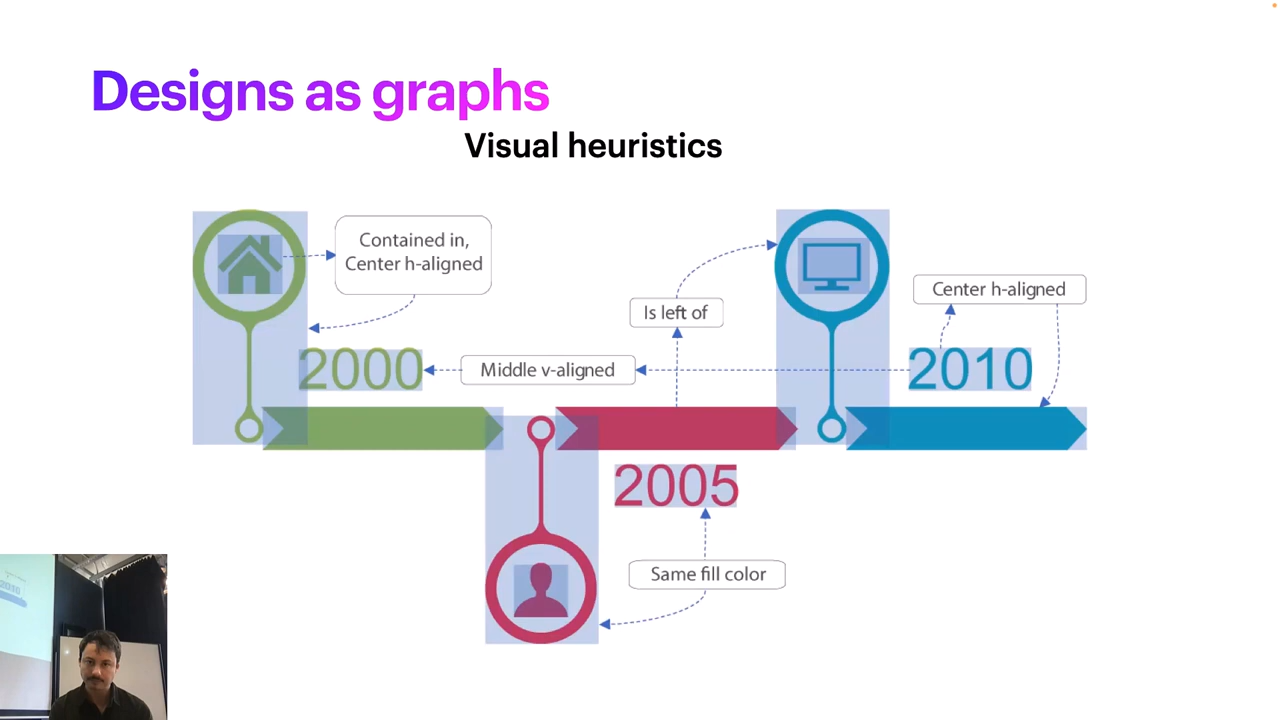 Designs as graphs
Visual heuristics
Contained in,
Center h-aligned
Is left of
Center h-aligned
2000
Middle v-aligned
2010
2005
Same fill color